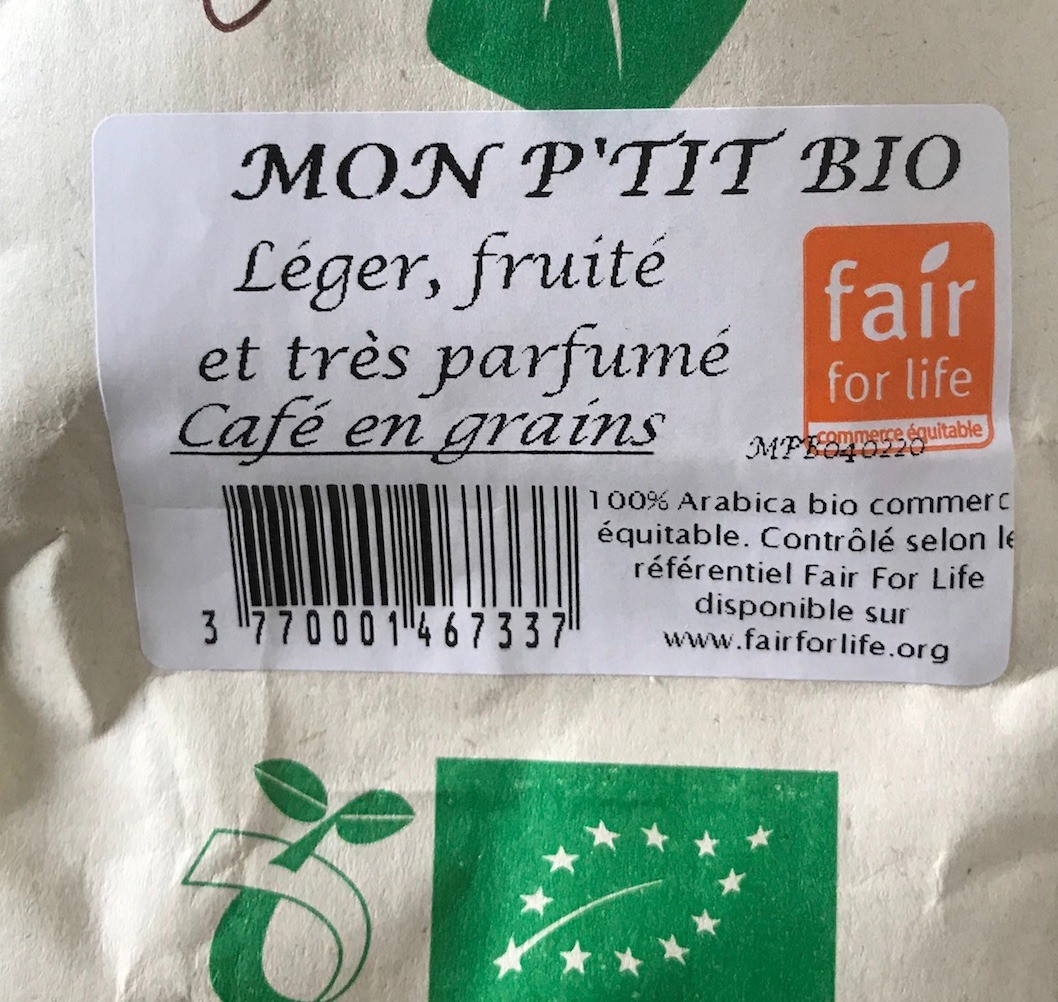 MON P'TIT BIO
Léger, fruité
et très parfumé
Café en grains
fair
for life
commerce équitable
MPB040220
100% Arabica bio commerc
équitable. Contrôlé selon le
référentiel Fair For Life
disponible sur
www.fairforlife.org
3 770001 467337